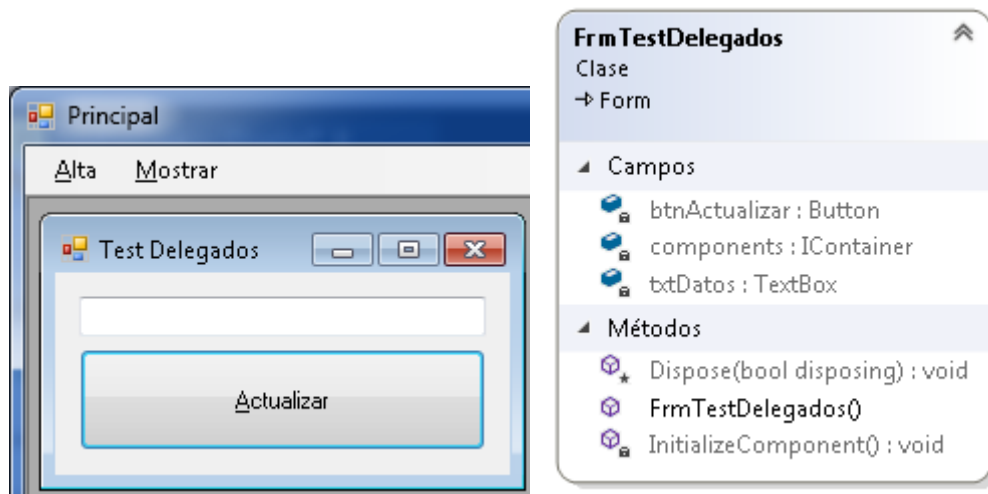 Principal
Alta Mostrar
Test Delegados
Actualizar
FrmTestDelegados
Clase
Form
Campos
btnActualizar : Button
components : IContainer
txtDatos : TextBox
Métodos
Dispose(bool disposing) : void
FrmTestDelegados()
InitializeComponent() : void